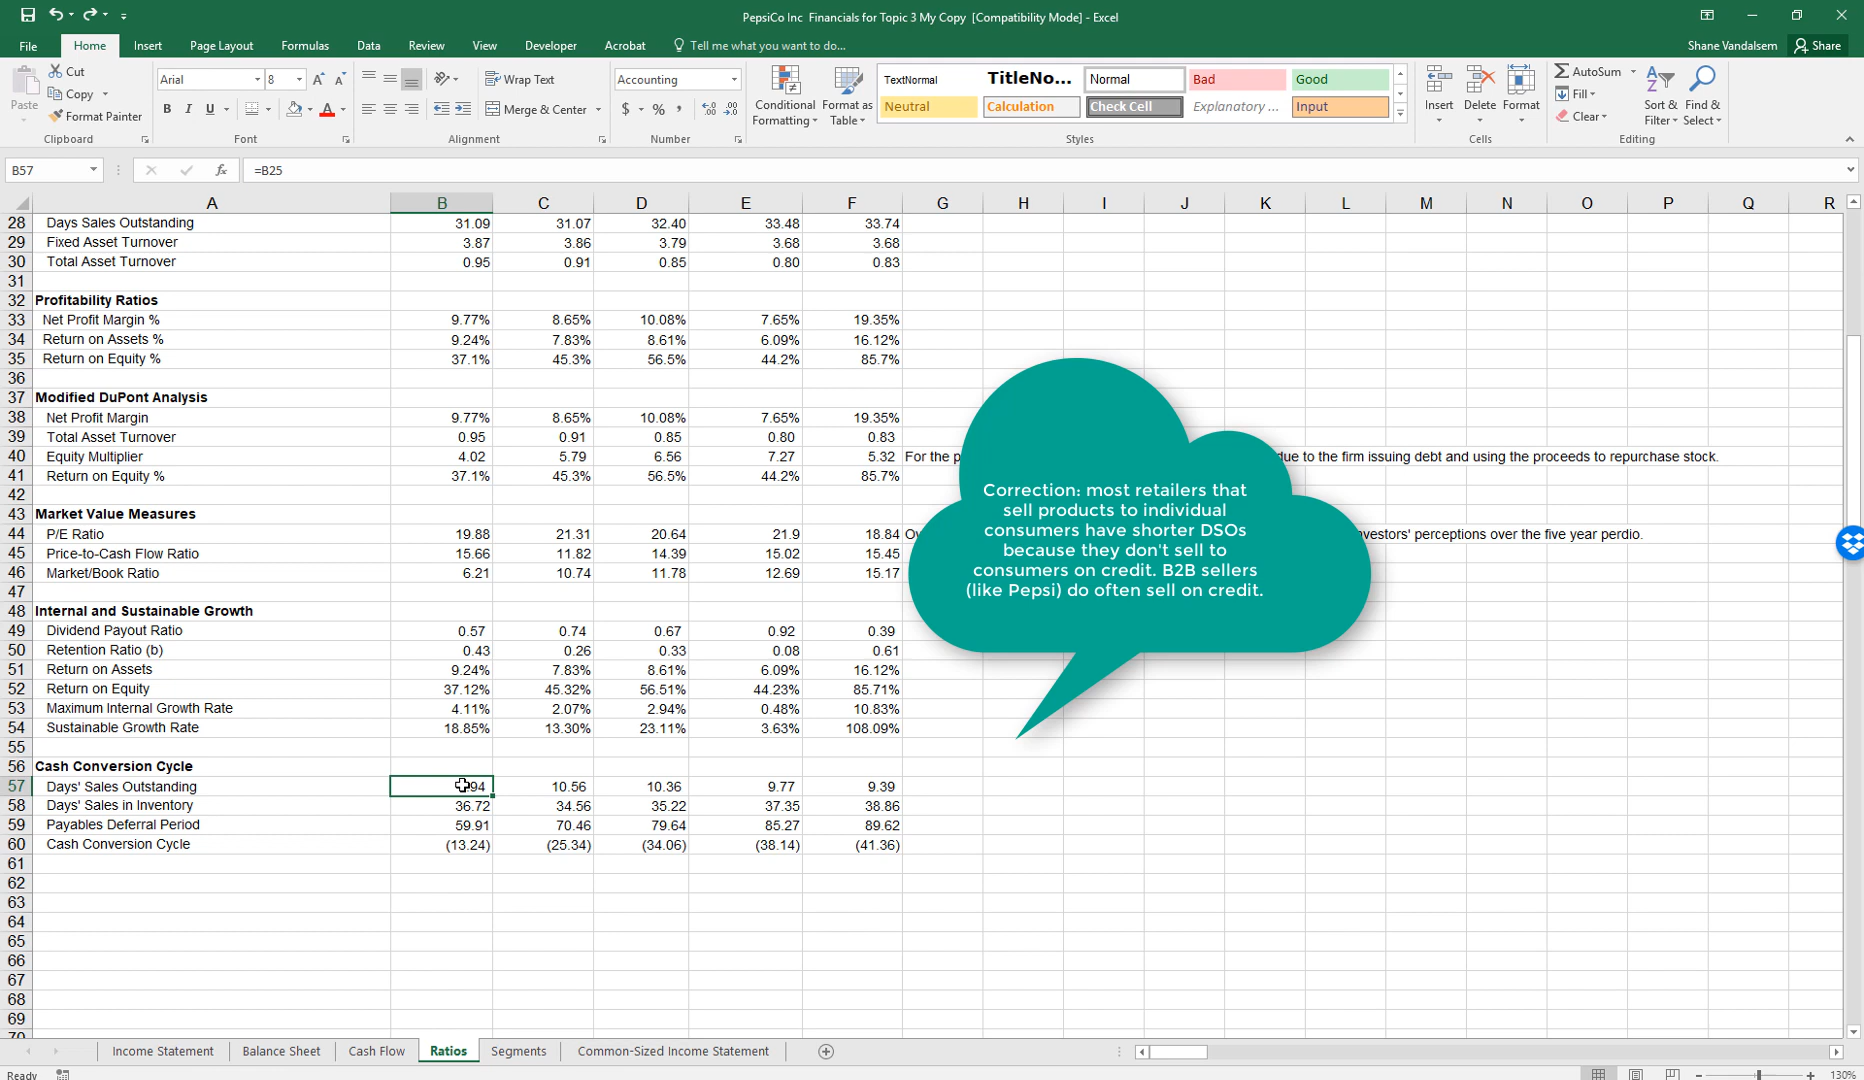 PepsiCo Inc Financials for Topic 3 My Copy [Compatibility Mode] - Excel
File Home Insert Page Layout Formulas Data Review View Developer Acrobat Tell me what you want to do... Shane Vandalsem Share
Paste Cut
Copy
Format Painter
Clipboard
Arial 8
B I U
Font
Wrap Text
Merge & Center
Alignment
Accounting
$ % ,
Number
Conditional Formatting
Format as Table
TextNormal TitleNo... Normal Bad Good
Neutral Calculation Check Cell Explanatory ... Input
Styles
Insert Delete Format
Cells
AutoSum
Fill
Clear
Sort & Filter
Find & Select
Editing
B57 fx =B25
A B C D E F G H I J K L M N O P Q R
28 Days Sales Outstanding 31.09 31.07 32.40 33.48 33.74
29 Fixed Asset Turnover 3.87 3.86 3.79 3.68 3.68
30 Total Asset Turnover 0.95 0.91 0.85 0.80 0.83
31
32 Profitability Ratios
33 Net Profit Margin % 9.77% 8.65% 10.08% 7.65% 19.35%
34 Return on Assets % 9.24% 7.83% 8.61% 6.09% 16.12%
35 Return on Equity % 37.1% 45.3% 56.5% 44.2% 85.7%
36
37 Modified DuPont Analysis
38 Net Profit Margin 9.77% 8.65% 10.08% 7.65% 19.35%
39 Total Asset Turnover 0.95 0.91 0.85 0.80 0.83
40 Equity Multiplier 4.02 5.79 6.56 7.27 5.32 For the due to the firm issuing debt and using the proceeds to repurchase stock.
41 Return on Equity % 37.1% 45.3% 56.5% 44.2% 85.7%
42
43 Market Value Measures
44 P/E Ratio 19.88 21.31 20.64 21.9 18.84 investors' perceptions over the five year perdio.
45 Price-to-Cash Flow Ratio 15.66 11.82 14.39 15.02 15.45
46 Market/Book Ratio 6.21 10.74 11.78 12.69 15.17
47
48 Internal and Sustainable Growth
49 Dividend Payout Ratio 0.57 0.74 0.67 0.92 0.39
50 Retention Ratio (b) 0.43 0.26 0.33 0.08 0.61
51 Return on Assets 9.24% 7.83% 8.61% 6.09% 16.12%
52 Return on Equity 37.12% 45.32% 56.51% 44.23% 85.71%
53 Maximum Internal Growth Rate 4.11% 2.07% 2.94% 0.48% 10.83%
54 Sustainable Growth Rate 18.85% 13.30% 23.11% 3.63% 108.09%
55
56 Cash Conversion Cycle
57 Days' Sales Outstanding 94 10.56 10.36 9.77 9.39
58 Days' Sales in Inventory 36.72 34.56 35.22 37.35 38.86
59 Payables Deferral Period 59.91 70.46 79.64 85.27 89.62
60 Cash Conversion Cycle (13.24) (25.34) (34.06) (38.14) (41.36)
61
62
63
64
65
66
67
68
69
70
Correction: most retailers that
sell products to individual
consumers have shorter DSOs
because they don't sell to
consumers on credit. B2B sellers
(like Pepsi) do often sell on credit.
Income Statement Balance Sheet Cash Flow Ratios Segments Common-Sized Income Statement
Ready 130%